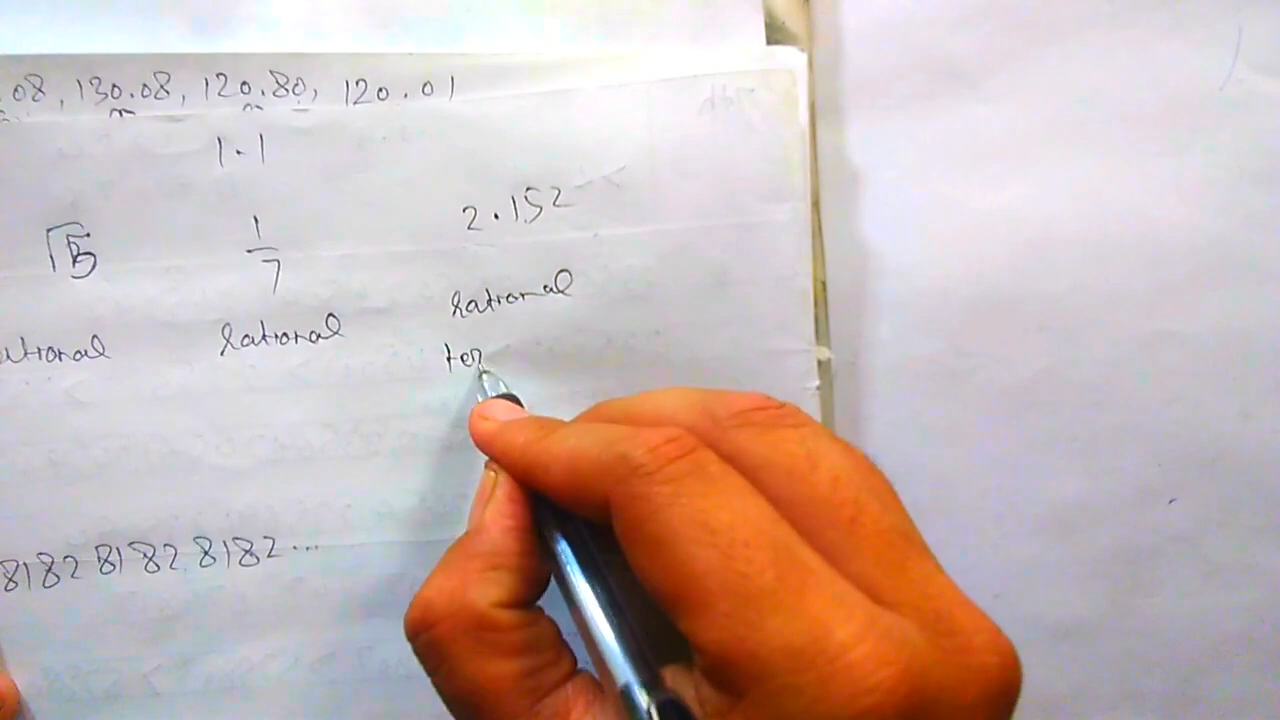 .08, 130.08, 120.80, 120.01
1.1
√5 1/7 2.152
ational rational rational
ter
8182 8182 8182...